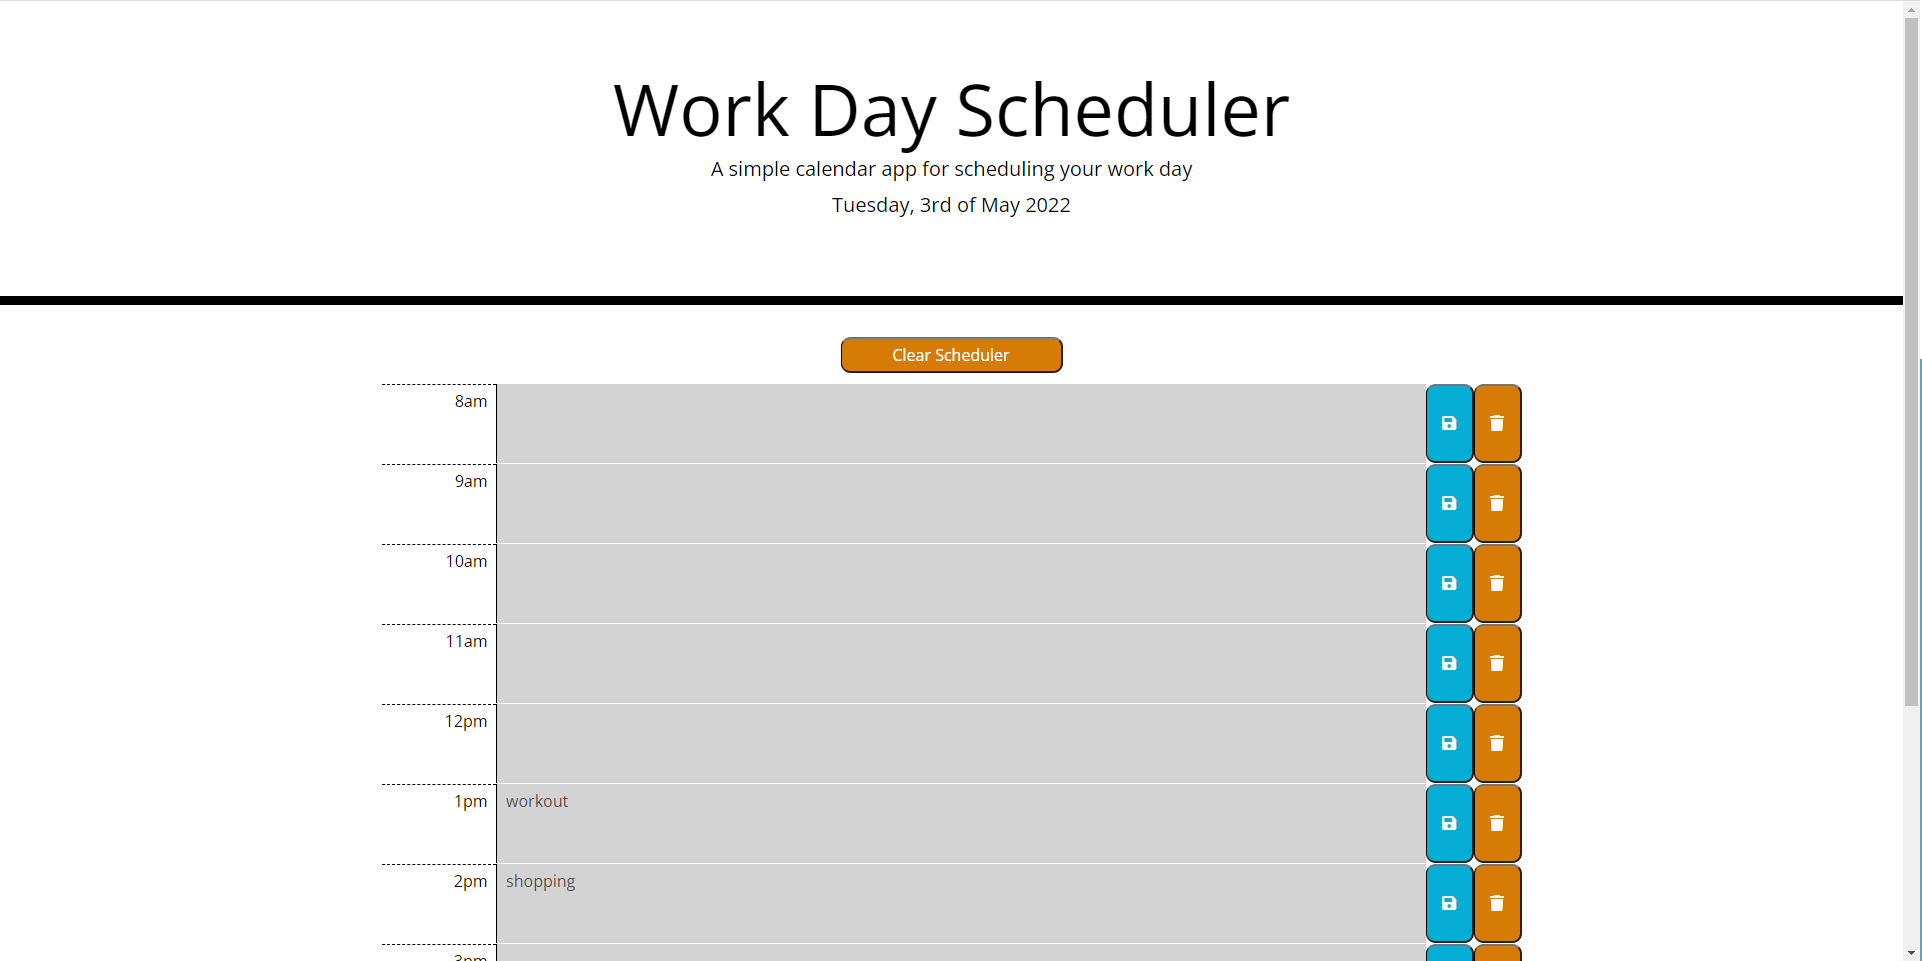 Work Day Scheduler
A simple calendar app for scheduling your work day
Tuesday, 3rd of May 2022
Clear Scheduler
8am
9am
10am
11am
12pm
1pm workout
2pm shopping
3pm